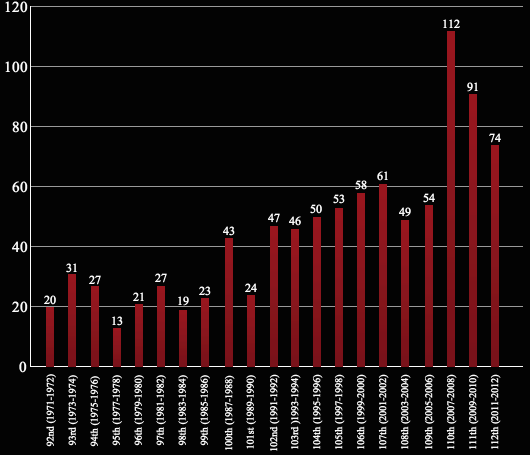 120
100
80
60
40
20
0
20
31
27
13
21
27
19
23
43
24
47
46
50
53
58
61
49
54
112
91
74
92nd (1971-1972)
93rd (1973-1974)
94th (1975-1976)
95th (1977-1978)
96th (1979-1980)
97th (1981-1982)
98th (1983-1984)
99th (1985-1986)
100th (1987-1988)
101st (1989-1990)
102nd (1991-1992)
103rd )1993-1994)
104th (1995-1996)
105th (1997-1998)
106th (1999-2000)
107th (2001-2002)
108th (2003-2004)
109th (2005-2006)
110th (2007-2008)
111th (2009-2010)
112th (2011-2012)